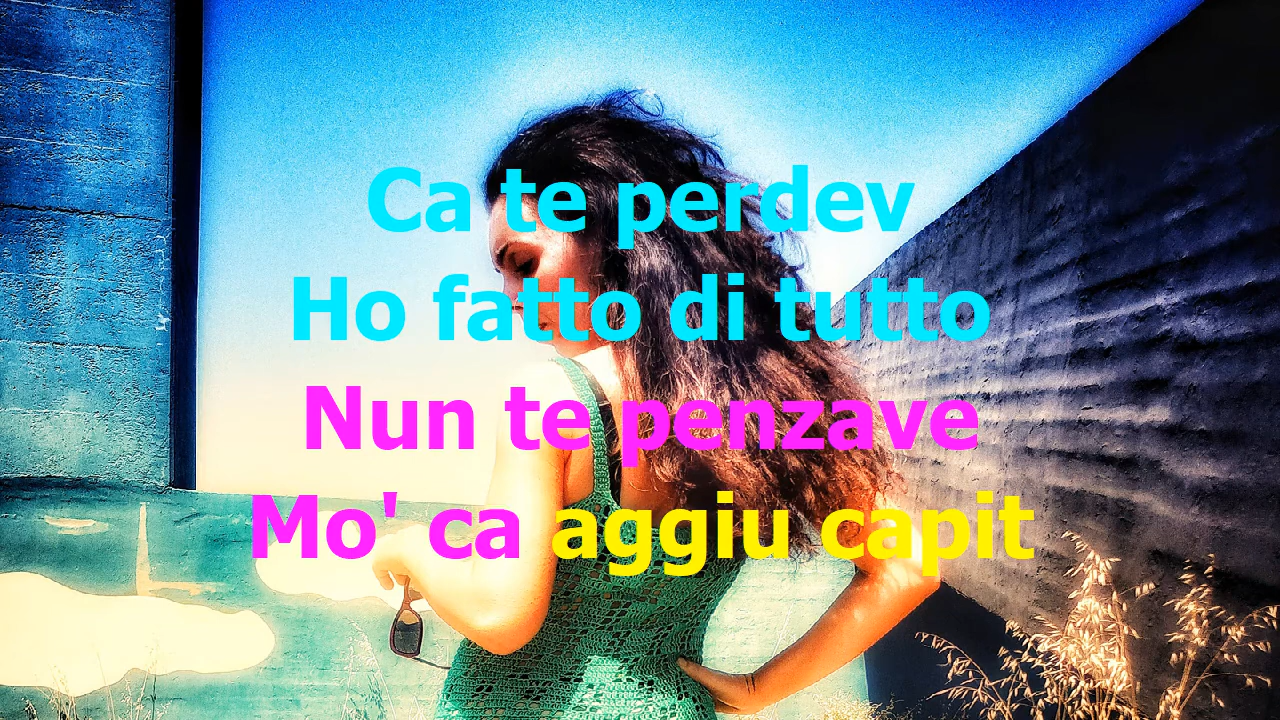 Ca te perdev
Ho fatto di tutto
Nun te penzave
Mo' ca aggiu capit